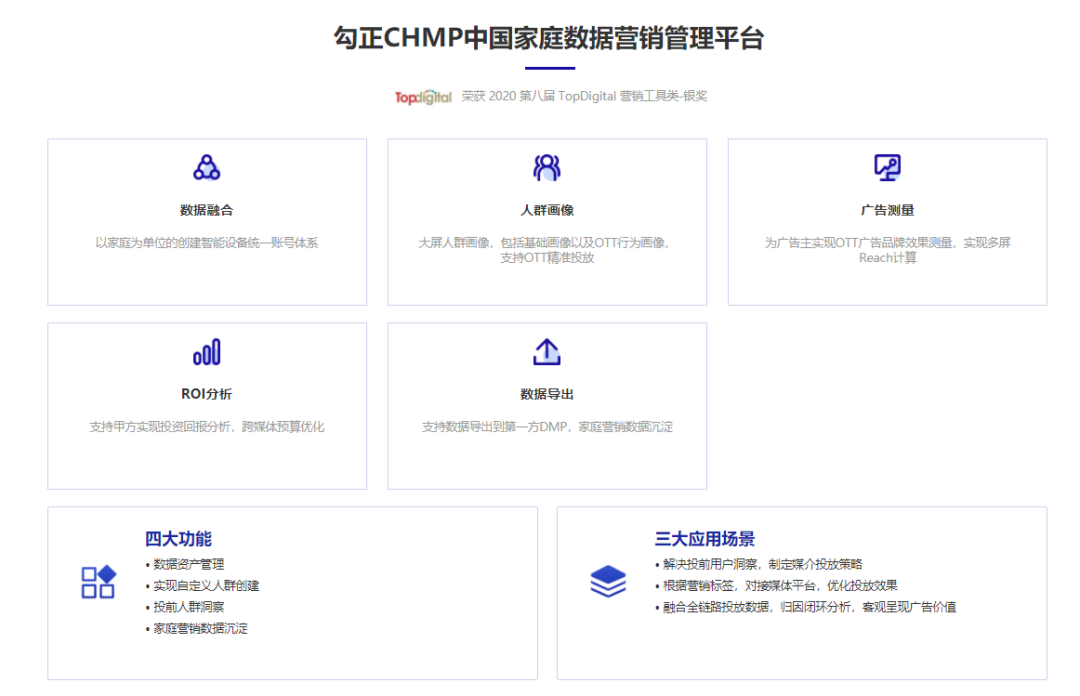 勾正CHMP中国家庭数据营销管理平台
Topdigital 荣获 2020 第八届 TopDigital 营销工具类-银奖
数据融合
以家庭为单位的创建智能设备统一账号体系
人群画像
大屏人群画像，包括基础画像以及OTT行为画像，
支持OTT精准投放
广告测量
为广告主实现OTT广告品牌效果测量，实现多屏
Reach计算
ROI分析
支持甲方实现投资回报分析，跨媒体预算优化
数据导出
支持数据导出到第一方DMP，家庭营销数据沉淀
四大功能
• 数据资产管理
• 实现自定义人群创建
• 投前人群洞察
• 家庭营销数据沉淀
三大应用场景
• 解决投前用户洞察，制定媒介投放策略
• 根据营销标签，对接媒体平台，优化投放效果
• 融合全链路投放数据，归因闭环分析，客观呈现广告价值